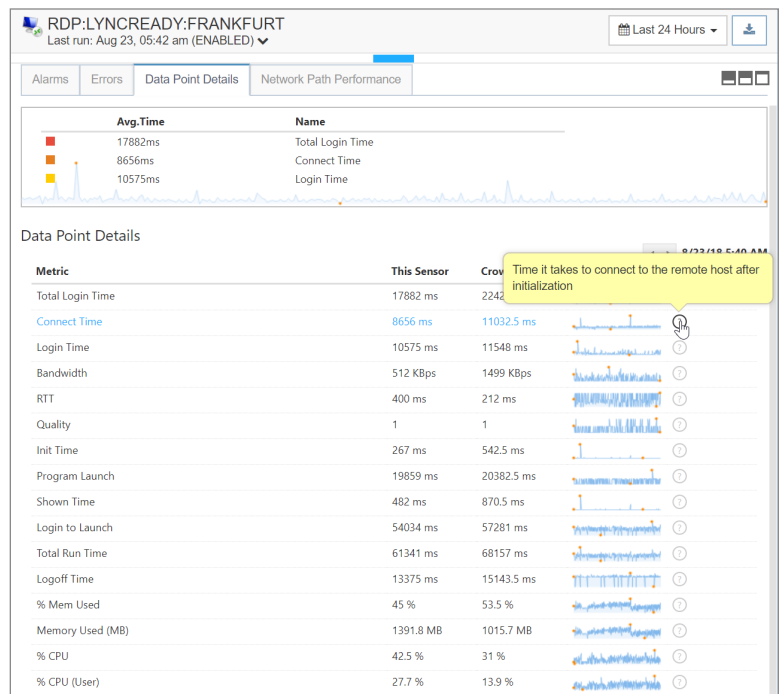 RDP:LYNCREADY:FRANKFURT
Last run: Aug 23, 05:42 am (ENABLED)
Last 24 Hours
Alarms Errors Data Point Details Network Path Performance
Avg.Time Name
17882ms Total Login Time
8656ms Connect Time
10575ms Login Time
Data Point Details
8/23/18 5:40 AM
Time it takes to connect to the remote host after
initialization
Metric This Sensor
Total Login Time 17882 ms
Connect Time 8656 ms 11032.5 ms ?
Login Time 10575 ms 11548 ms ?
Bandwidth 512 KBps 1499 KBps ?
RTT 400 ms 212 ms ?
Quality 1 1 ?
Init Time 267 ms 542.5 ms ?
Program Launch 19859 ms 20382.5 ms ?
Shown Time 482 ms 870.5 ms ?
Login to Launch 54034 ms 57281 ms ?
Total Run Time 61341 ms 68157 ms ?
Logoff Time 13375 ms 15143.5 ms ?
% Mem Used 45 % 53.5 % ?
Memory Used (MB) 1391.8 MB 1015.7 MB ?
% CPU 42.5 % 31 % ?
% CPU (User) 27.7 % 13.9 % ?